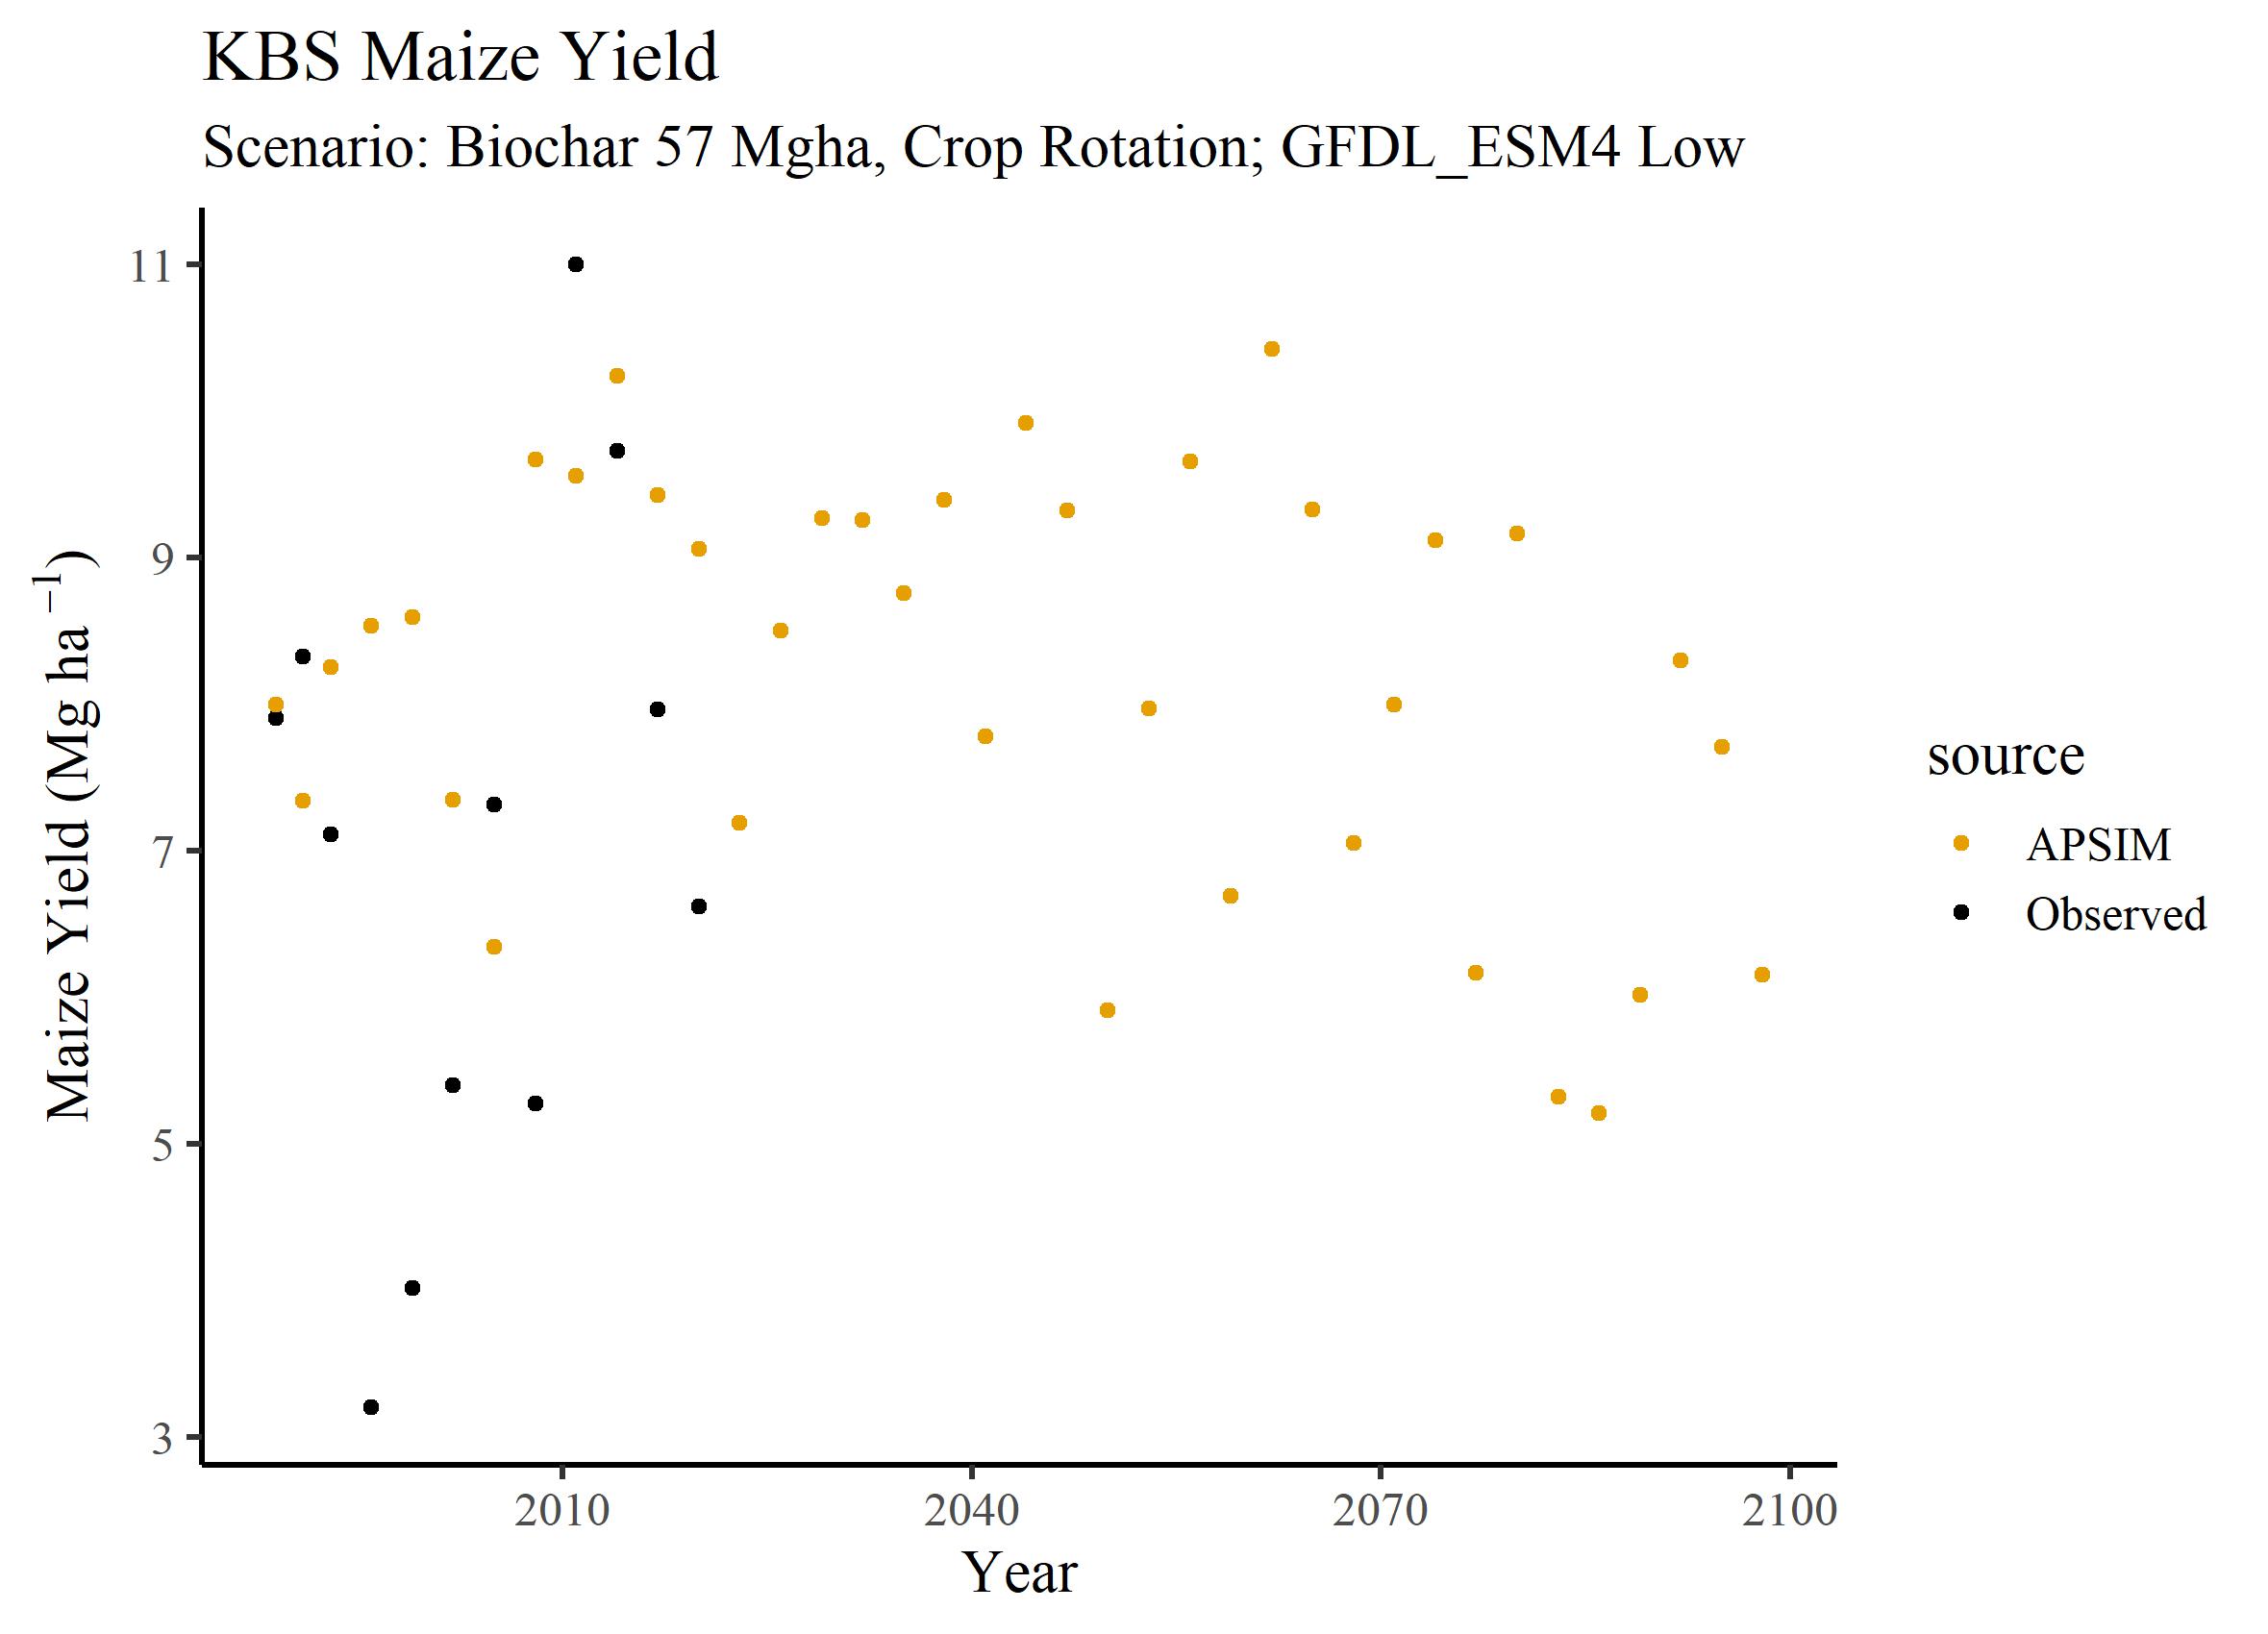 KBS Maize Yield
Scenario: Biochar 57 Mgha, Crop Rotation; GFDL_ESM4 Low
Maize Yield (Mg ha −1)
11
9
7
5
3
2010 2040 2070 2100
Year
source
APSIM
Observed